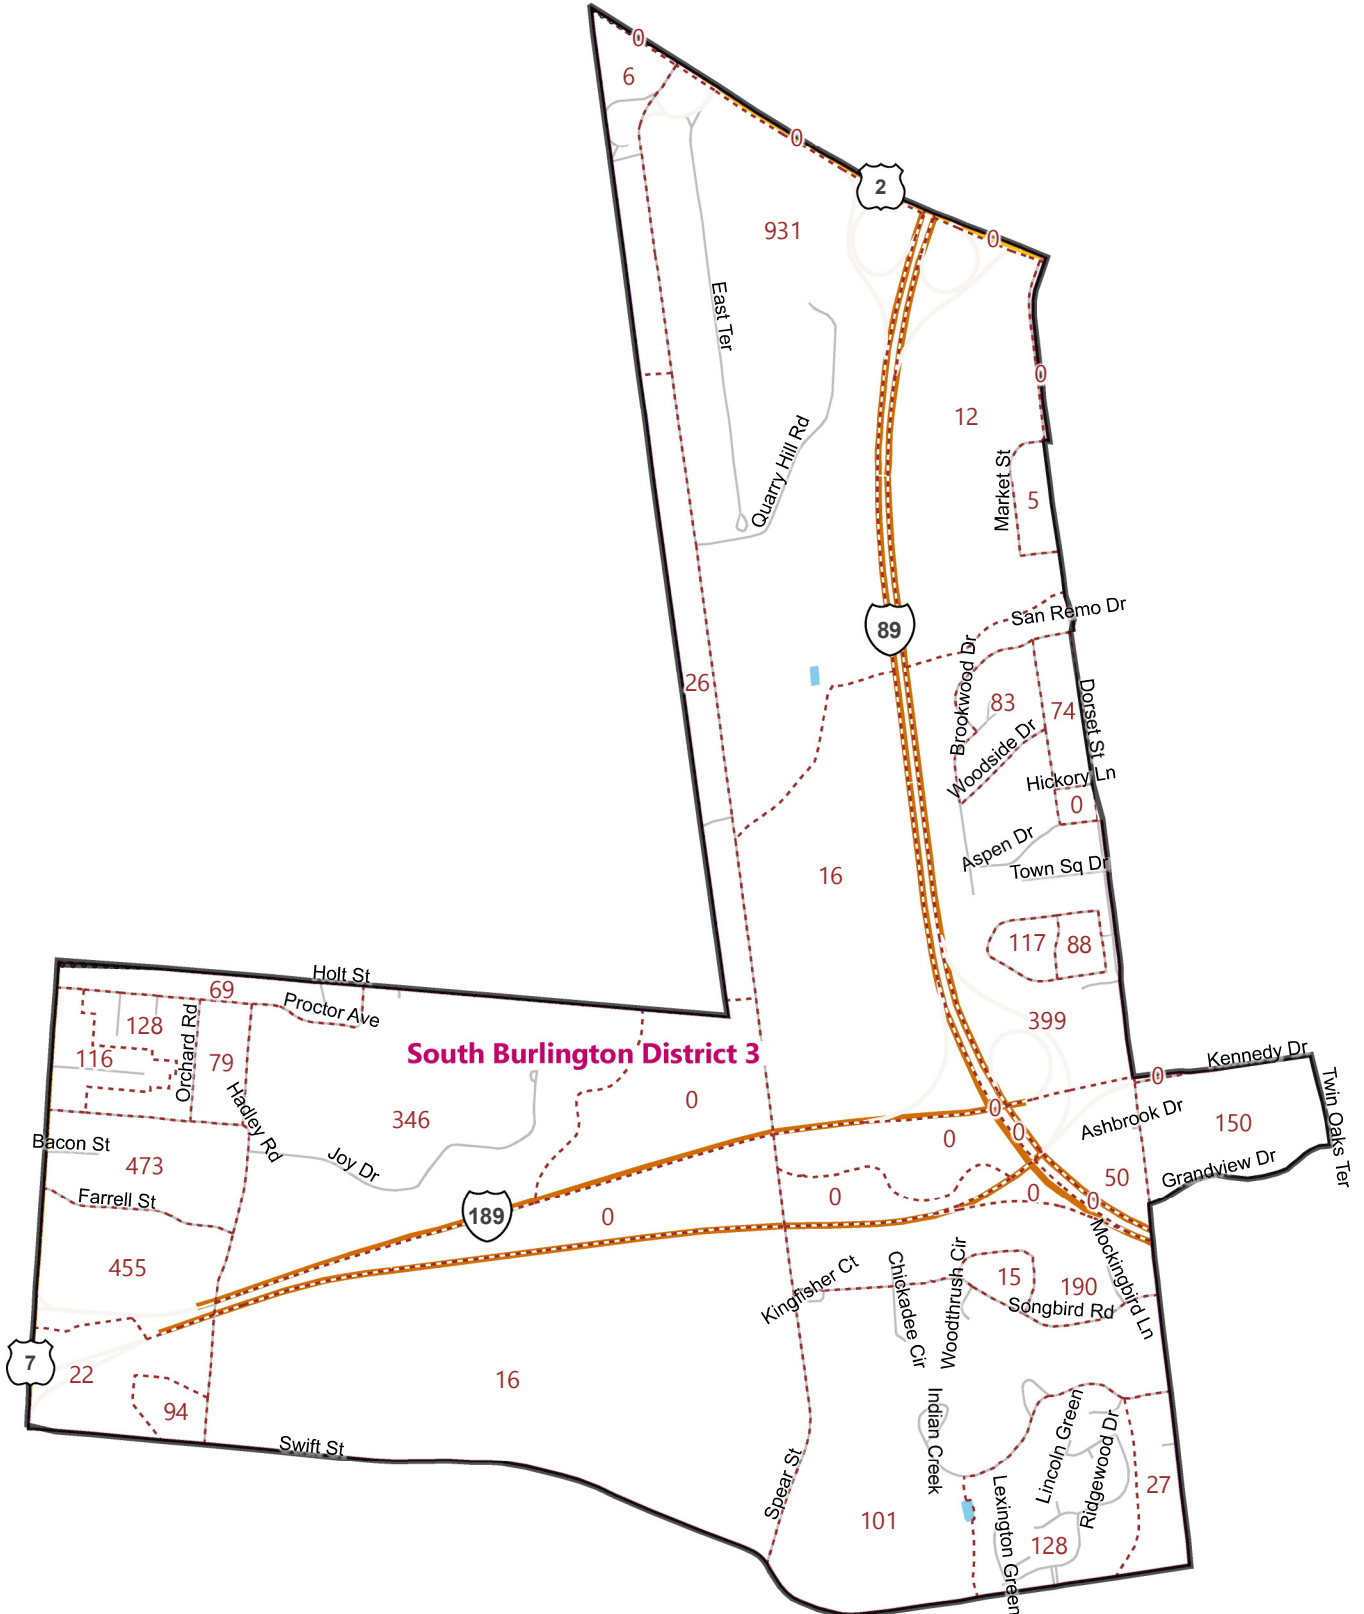 0
6
0
2
931
0
East Ter
0
12
Quarry Hill Rd
Market St
5
San Remo Dr
89
Brookwood Dr
26
83
74
Dorset St
Woodside Dr
Hickory Ln
0
Aspen Dr
Town Sq Dr
16
117
88
Holt St
69
Proctor Ave
128
Orchard Rd
399
116
79
South Burlington District 3
Kennedy Dr
0
Twin Oaks Ter
Hadley Rd
346
0
0
Ashbrook Dr
150
0
0
Bacon St
473
Joy Dr
Grandview Dr
50
Farrell St
0
0
0
189
0
455
Kingfisher Ct
Chickadee Cir
Woodthrush Cir
15
190
Mockingbird Ln
Songbird Rd
7
22
16
94
Indian Creek
Lincoln Green
Ridgewood Dr
Swift St
Spear St
Lexington Green
27
101
128